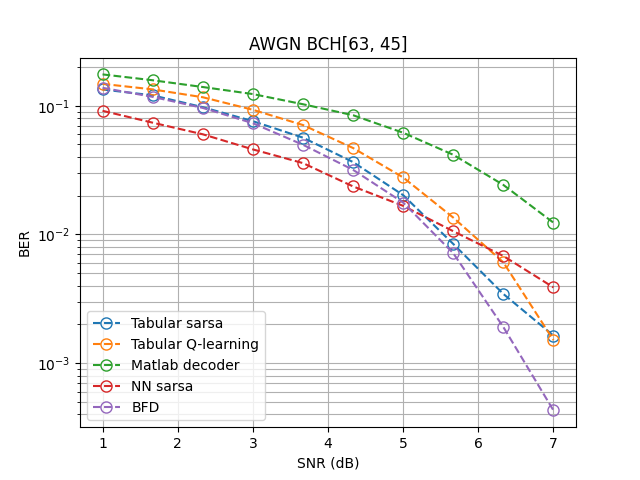 AWGN BCH[63, 45]
BER
10⁻¹
10⁻²
10⁻³
Tabular sarsa
Tabular Q-learning
Matlab decoder
NN sarsa
BFD
1 2 3 4 5 6 7
SNR (dB)